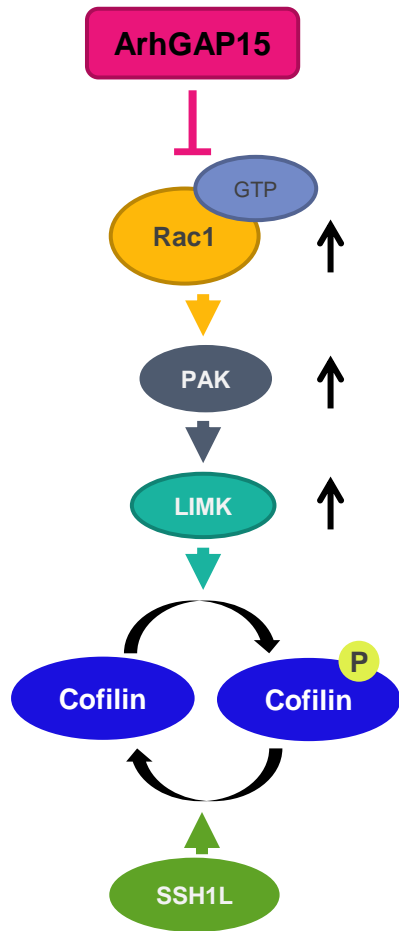 ArhGAP15
GTP
Rac1
PAK
LIMK
P
Cofilin
Cofilin
SSH1L